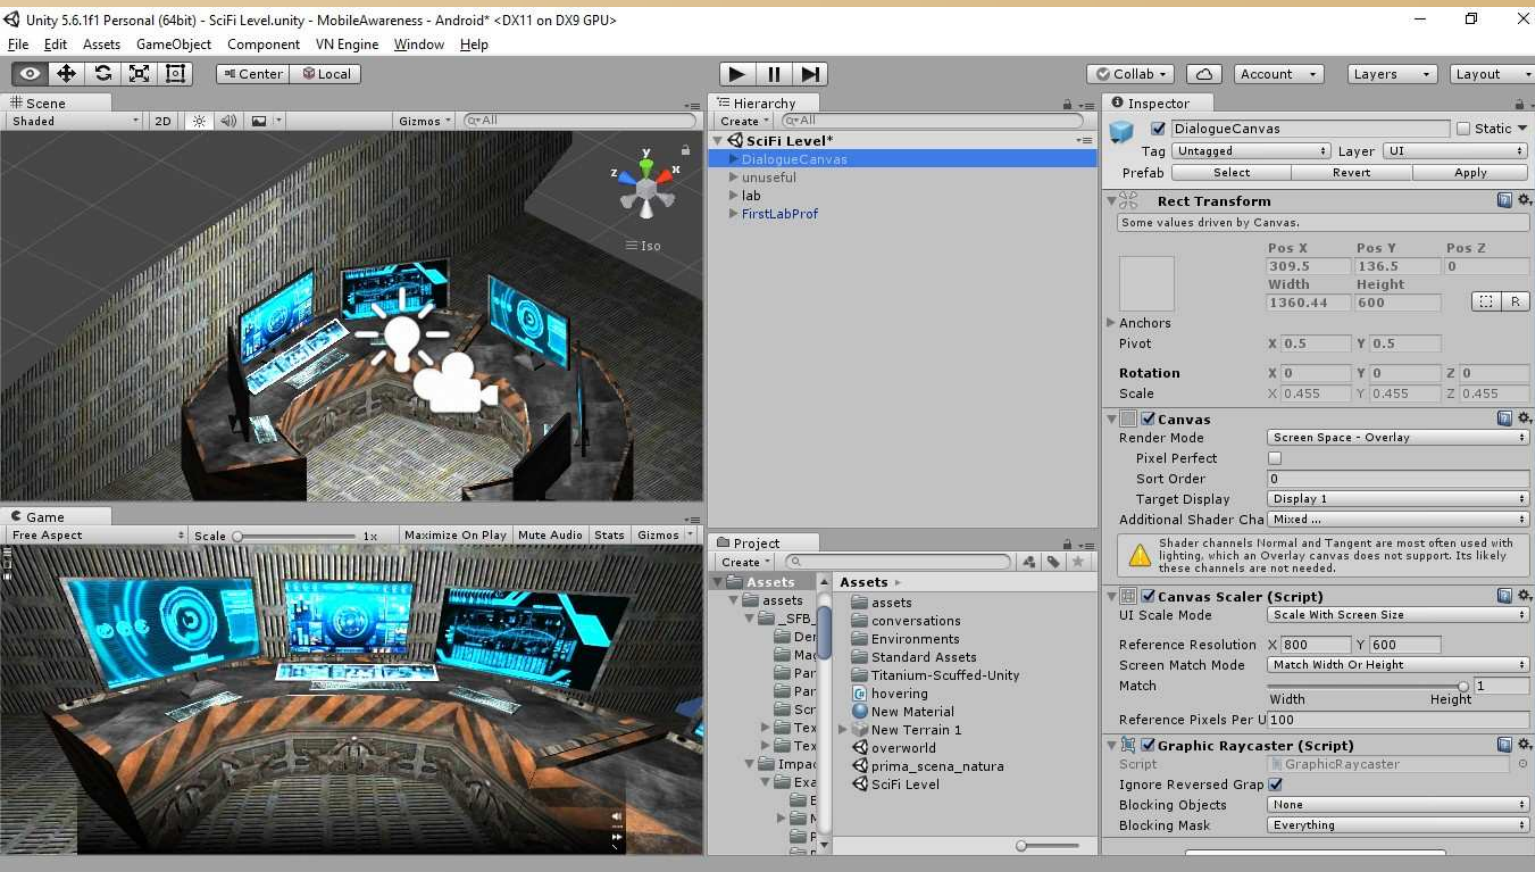 Unity 5.6.1f1 Personal (64bit) - SciFi Level.unity - MobileAwareness - Android* <DX11 on DX9 GPU>
File Edit Assets GameObject Component VN Engine Window Help
Center Local Collab Account Layers Layout
Scene
Shaded 2D Gizmos All
y
z x
Iso
Game
Free Aspect Scale 1x Maximize On Play Mute Audio Stats Gizmos
Hierarchy
Create All
SciFi Level*
DialogueCanvas
unuseful
lab
FirstLabProf
Project
Create
Assets
assets
_SFB_
Der
Mag
Par
Par
Scr
Tex
Tex
Impac
Exa
Assets
assets
conversations
Environments
Standard Assets
Titanium-Scuffed-Unity
hovering
New Material
New Terrain 1
overworld
prima_scena_natura
SciFi Level
Inspector
DialogueCanvas Static
Tag Untagged Layer UI
Prefab Select Revert Apply
Rect Transform
Some values driven by Canvas.
Pos X Pos Y Pos Z
309.5 136.5 0
Width Height
1360.44 600 R
Anchors
Pivot X 0.5 Y 0.5
Rotation X 0 Y 0 Z 0
Scale X 0.455 Y 0.455 Z 0.455
Canvas
Render Mode Screen Space - Overlay
Pixel Perfect
Sort Order 0
Target Display Display 1
Additional Shader Cha Mixed ...
Shader channels Normal and Tangent are most often used with
lighting, which an Overlay canvas does not support. Its likely
these channels are not needed.
Canvas Scaler (Script)
UI Scale Mode Scale With Screen Size
Reference Resolution X 800 Y 600
Screen Match Mode Match Width Or Height
Match 1
Width Height
Reference Pixels Per U 100
Graphic Raycaster (Script)
Script GraphicRaycaster
Ignore Reversed Grap
Blocking Objects None
Blocking Mask Everything